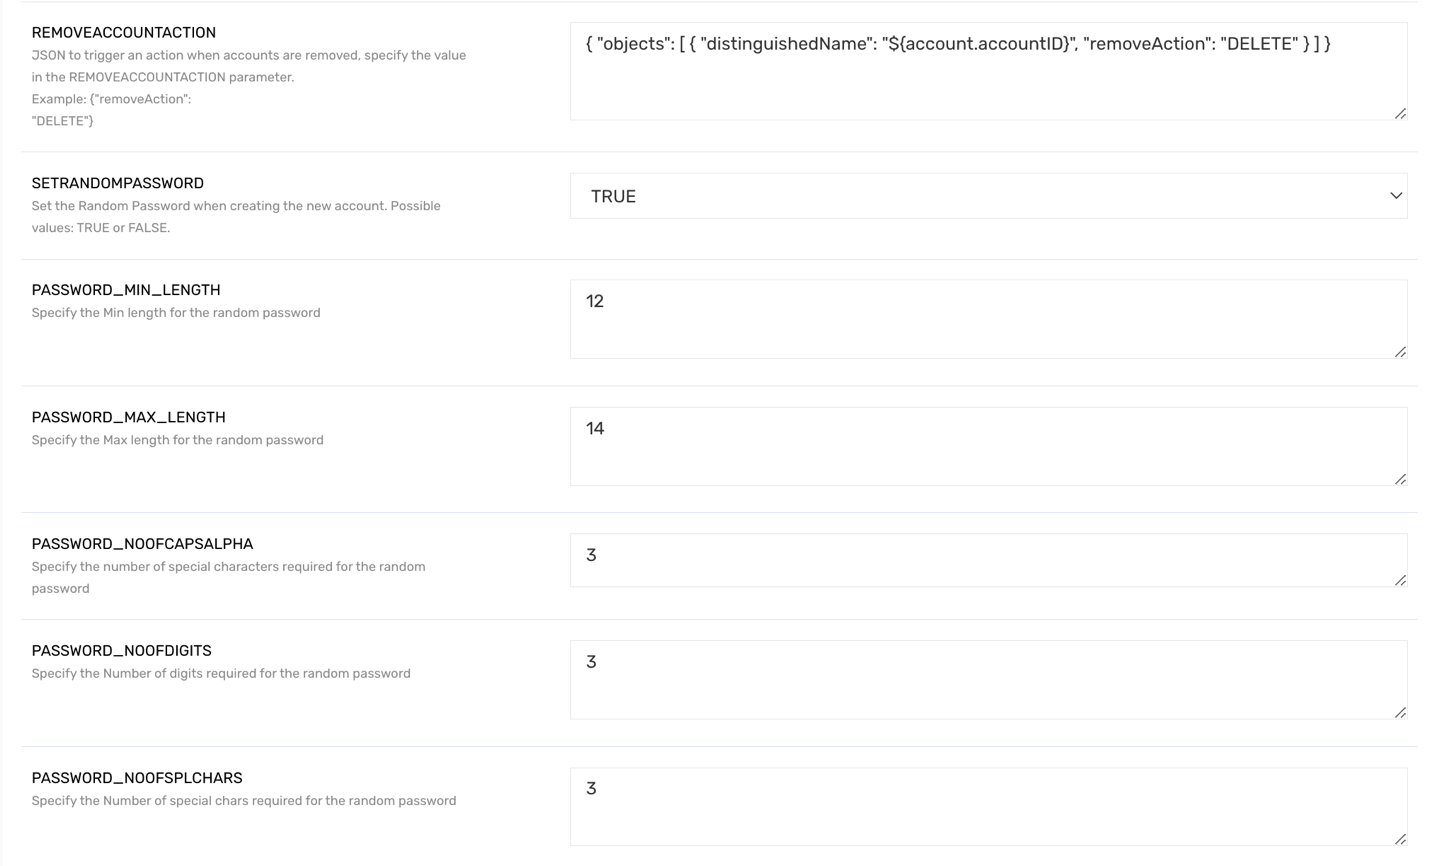 REMOVEACCOUNTACTION
JSON to trigger an action when accounts are removed, specify the value
in the REMOVEACCOUNTACTION parameter.
Example: {"removeAction":
"DELETE"}
{ "objects": [ { "distinguishedName": "${account.accountID}", "removeAction": "DELETE" } ] }
SETRANDOMPASSWORD
Set the Random Password when creating the new account. Possible
values: TRUE or FALSE.
TRUE
PASSWORD_MIN_LENGTH
Specify the Min length for the random password
12
PASSWORD_MAX_LENGTH
Specify the Max length for the random password
14
PASSWORD_NOOFCAPSALPHA
Specify the number of special characters required for the random
password
3
PASSWORD_NOOFDIGITS
Specify the Number of digits required for the random password
3
PASSWORD_NOOFSPLCHARS
Specify the Number of special chars required for the random password
3